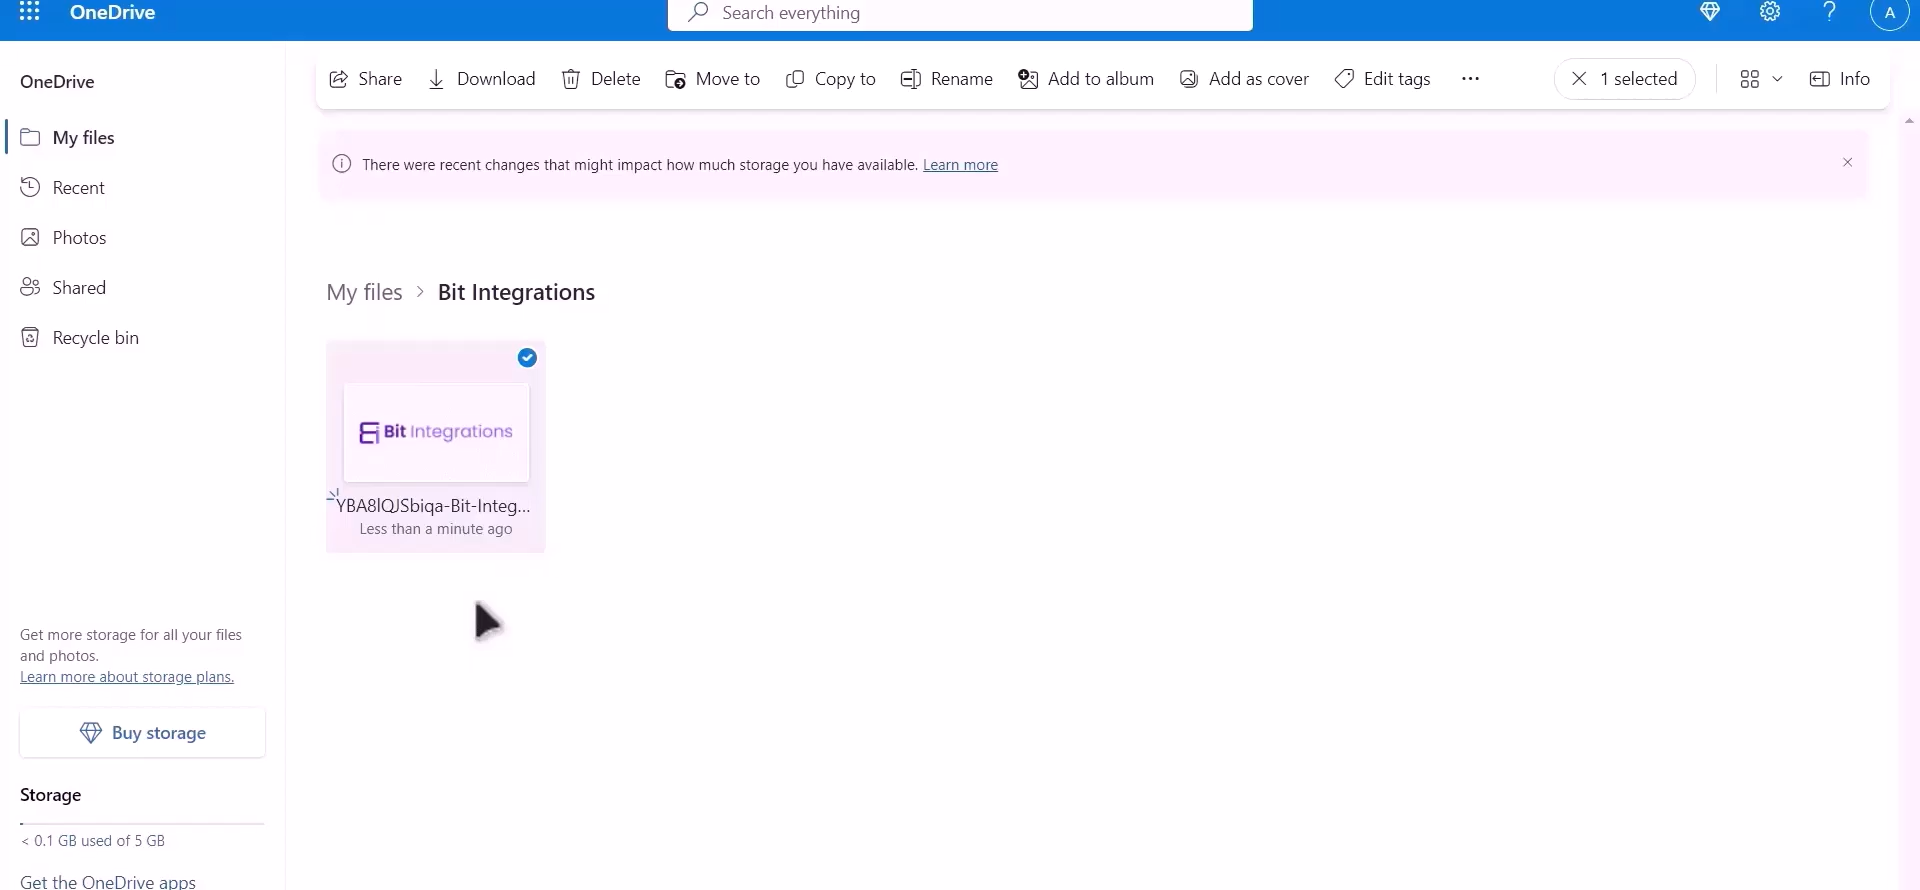 OneDrive
Search everything
A
OneDrive
My files
Recent
Photos
Shared
Recycle bin
Get more storage for all your files
and photos.
Learn more about storage plans.
Buy storage
Storage
< 0.1 GB used of 5 GB
Get the OneDrive apps
Share
Download
Delete
Move to
Copy to
Rename
Add to album
Add as cover
Edit tags
1 selected
Info
There were recent changes that might impact how much storage you have available. Learn more
My files > Bit Integrations
Bit Integrations
YBA8lQJSbiqa-Bit-Integ...
Less than a minute ago